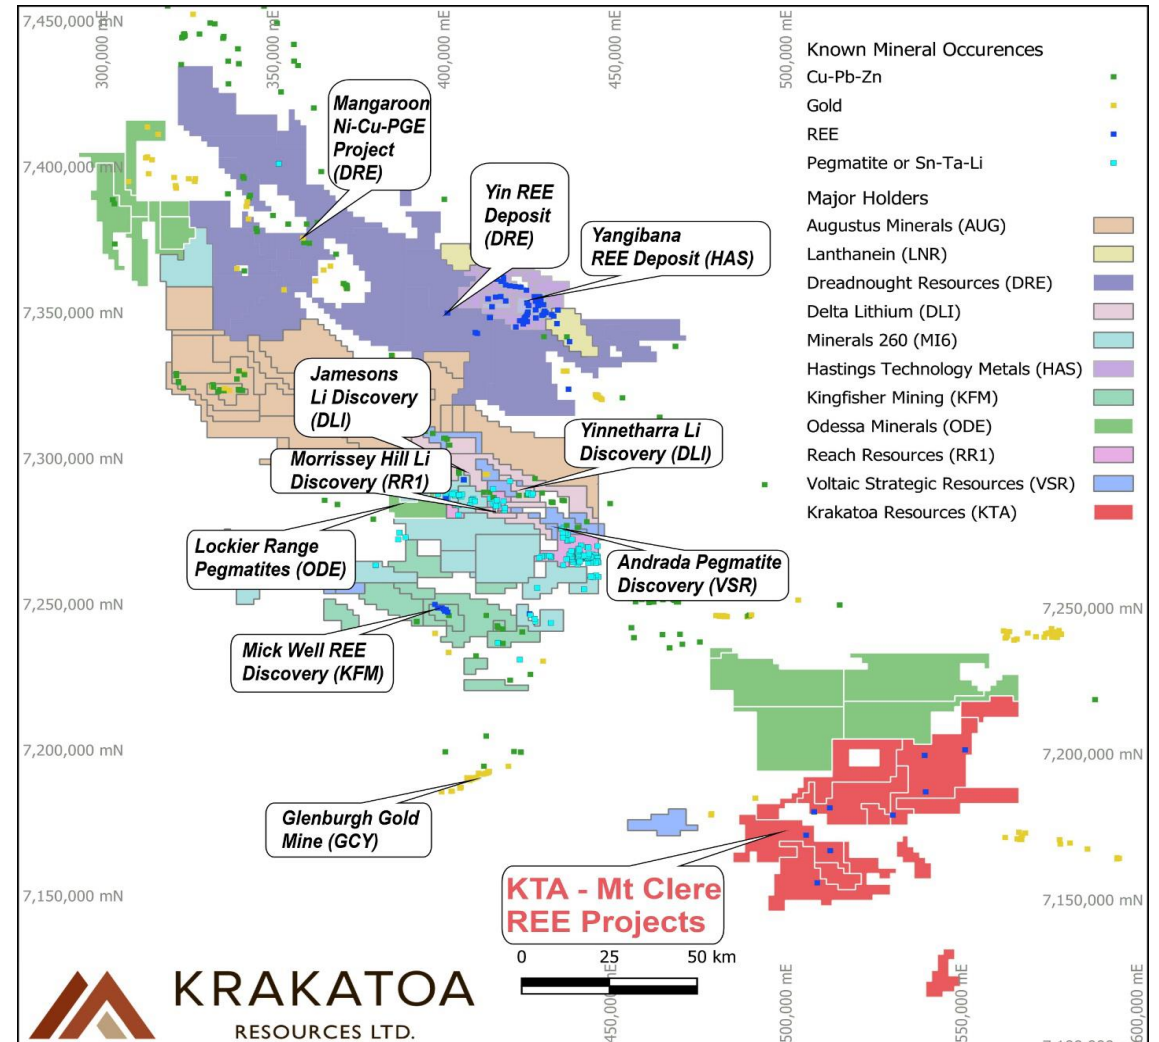 7,450,000 mN
300,000 mE
350,000 mE
400,000 mE
450,000 mE
500,000 mE
Known Mineral Occurences
Cu-Pb-Zn
Gold
REE
Pegmatite or Sn-Ta-Li
Major Holders
Augustus Minerals (AUG)
Lanthanein (LNR)
Dreadnought Resources (DRE)
Delta Lithium (DLI)
Minerals 260 (MI6)
Hastings Technology Metals (HAS)
Kingfisher Mining (KFM)
Odessa Minerals (ODE)
Reach Resources (RR1)
Voltaic Strategic Resources (VSR)
Krakatoa Resources (KTA)
Mangaroon
Ni-Cu-PGE
Project
(DRE)
7,400,000 mN
Yin REE
Deposit
(DRE)
Yangibana
REE Deposit (HAS)
7,350,000 mN
Jamesons
Li Discovery
(DLI)
Yinnetharra Li
Discovery (DLI)
7,300,000 mN
Morrissey Hill Li
Discovery (RR1)
Lockier Range
Pegmatites (ODE)
Andrada Pegmatite
Discovery (VSR)
7,250,000 mN
7,250,000 mN
Mick Well REE
Discovery (KFM)
7,200,000 mN
7,200,000 mN
Glenburgh Gold
Mine (GCY)
KTA - Mt Clere
REE Projects
7,150,000 mN
7,150,000 mN
0 25 50 km
KRAKATOA
RESOURCES LTD.
450,000 mE
500,000 mE
550,000 mE
600,000 mE